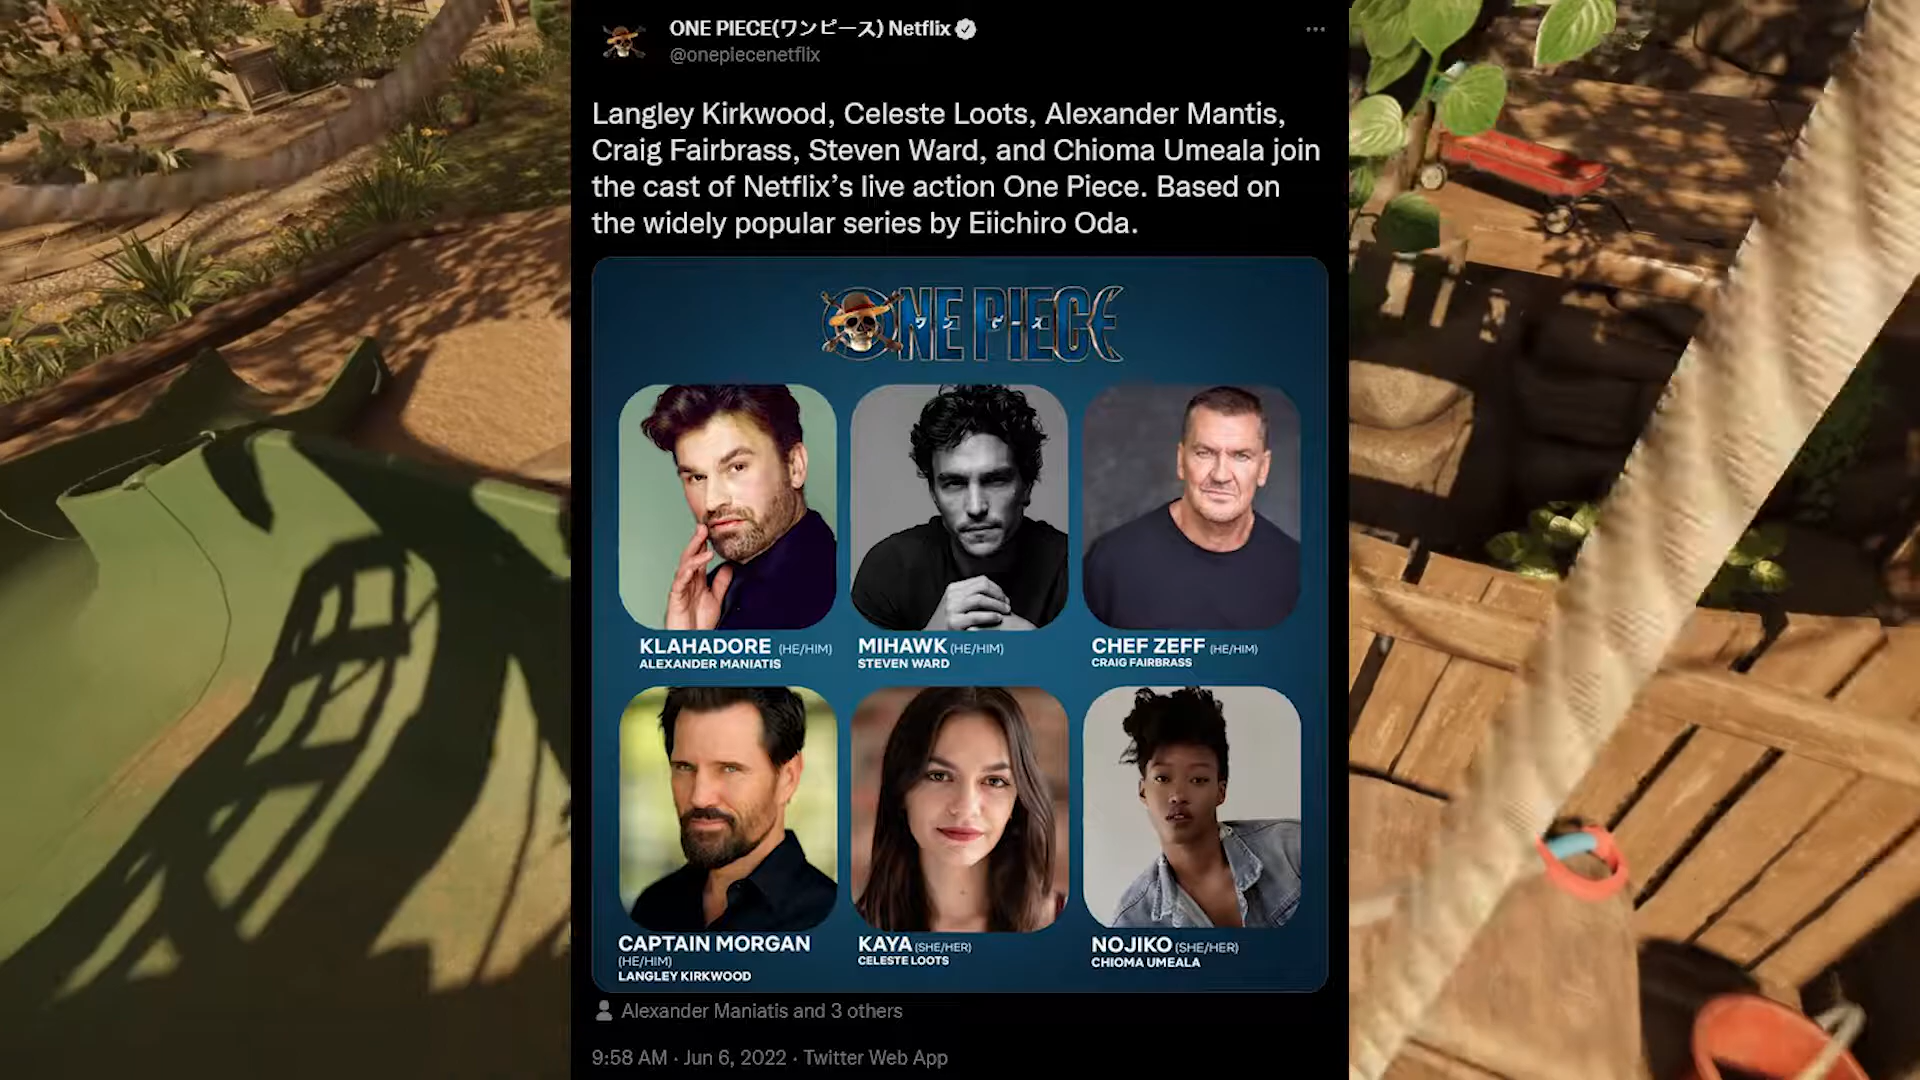 ONE PIECE(ワンピース) Netflix
@onepiecenetflix
Langley Kirkwood, Celeste Loots, Alexander Mantis,
Craig Fairbrass, Steven Ward, and Chioma Umeala join
the cast of Netflix’s live action One Piece. Based on
the widely popular series by Eiichiro Oda.
ONE PIECE
ワンピース
KLAHADORE (HE/HIM)
ALEXANDER MANIATIS
MIHAWK (HE/HIM)
STEVEN WARD
CHEF ZEFF (HE/HIM)
CRAIG FAIRBRASS
CAPTAIN MORGAN
(HE/HIM)
LANGLEY KIRKWOOD
KAYA (SHE/HER)
CELESTE LOOTS
NOJIKO (SHE/HER)
CHIOMA UMEALA
Alexander Maniatis and 3 others
9:58 AM · Jun 6, 2022 · Twitter Web App